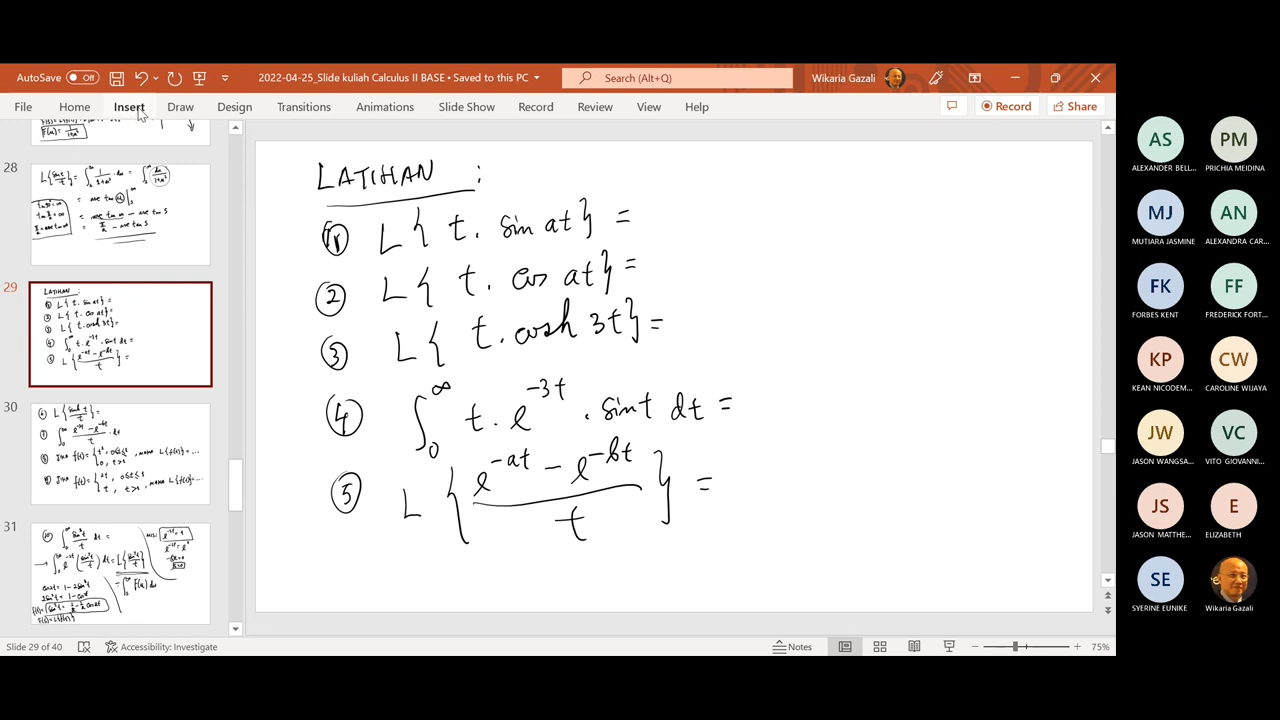 AutoSave Off 2022-04-25_Slide kuliah Calculus II BASE • Saved to this PC Search (Alt+Q) Wikaria Gazali
File Home Insert Draw Design Transitions Animations Slide Show Record Review View Help Record Share
28
29
30
31
LATIHAN :
① L{ t. sin at} =
② L{ t. cos at} =
③ L{ t. cosh 3t} =
④ ∫₀^∞ t. e^{-3t} . sin t dt =
⑤ L { (e^{-at} − e^{-bt}) / t } =
Slide 29 of 40 Accessibility: Investigate Notes 75%
AS PM
ALEXANDER BELL... PRICHIA MEIDINA
MJ AN
MUTIARA JASMINE ALEXANDRA CAR...
FK FF
FORBES KENT FREDERICK FORT...
KP CW
KEAN NICODEM... CAROLINE WIJAYA
JW VC
JASON WANGSA... VITO GIOVANNI...
JS E
JASON MATTHE... ELIZABETH
SE
SYERINE EUNIKE Wikaria Gazali